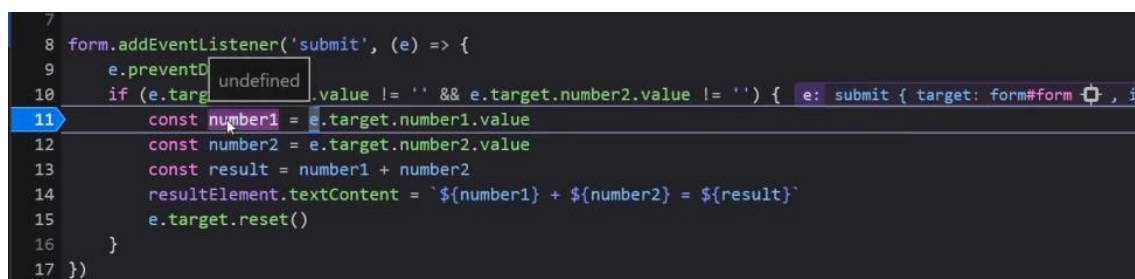 7
8 form.addEventListener('submit', (e) => {
9 e.preventD
undefined
10 if (e.targ .value != '' && e.target.number2.value != '') { e: submit { target: form#form , i
11 const number1 = e.target.number1.value
12 const number2 = e.target.number2.value
13 const result = number1 + number2
14 resultElement.textContent = `${number1} + ${number2} = ${result}`
15 e.target.reset()
16 }
17 })